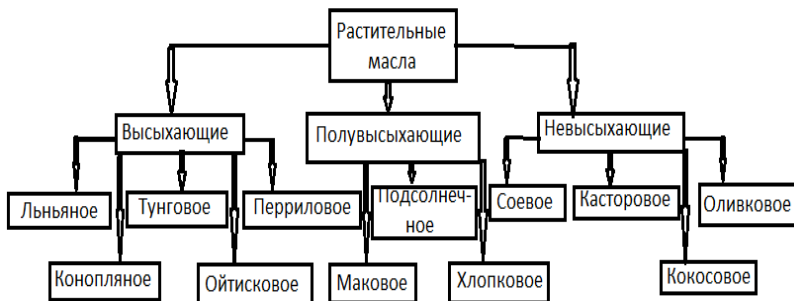 Растительные
масла
Высыхающие
Полувысыхающие
Невысыхающие
Льньяное
Тунговое
Перриловое
Подсолнеч-
ное
Соевое
Касторовое
Оливковое
Конопляное
Ойтисковое
Маковое
Хлопковое
Кокосовое